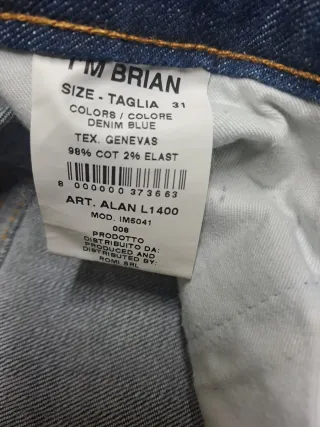 I'M BRIAN
SIZE - TAGLIA 31
COLORS / COLORE
DENIM BLUE
TEX. GENEVAS
98% COT 2% ELAST
8 000000 373663
ART. ALAN L1400
MOD. IM5041
008
PRODOTTO
DISTRIBUITO DA:
PRODUCED AND
DISTRIBUTED BY:
ROMI SRL